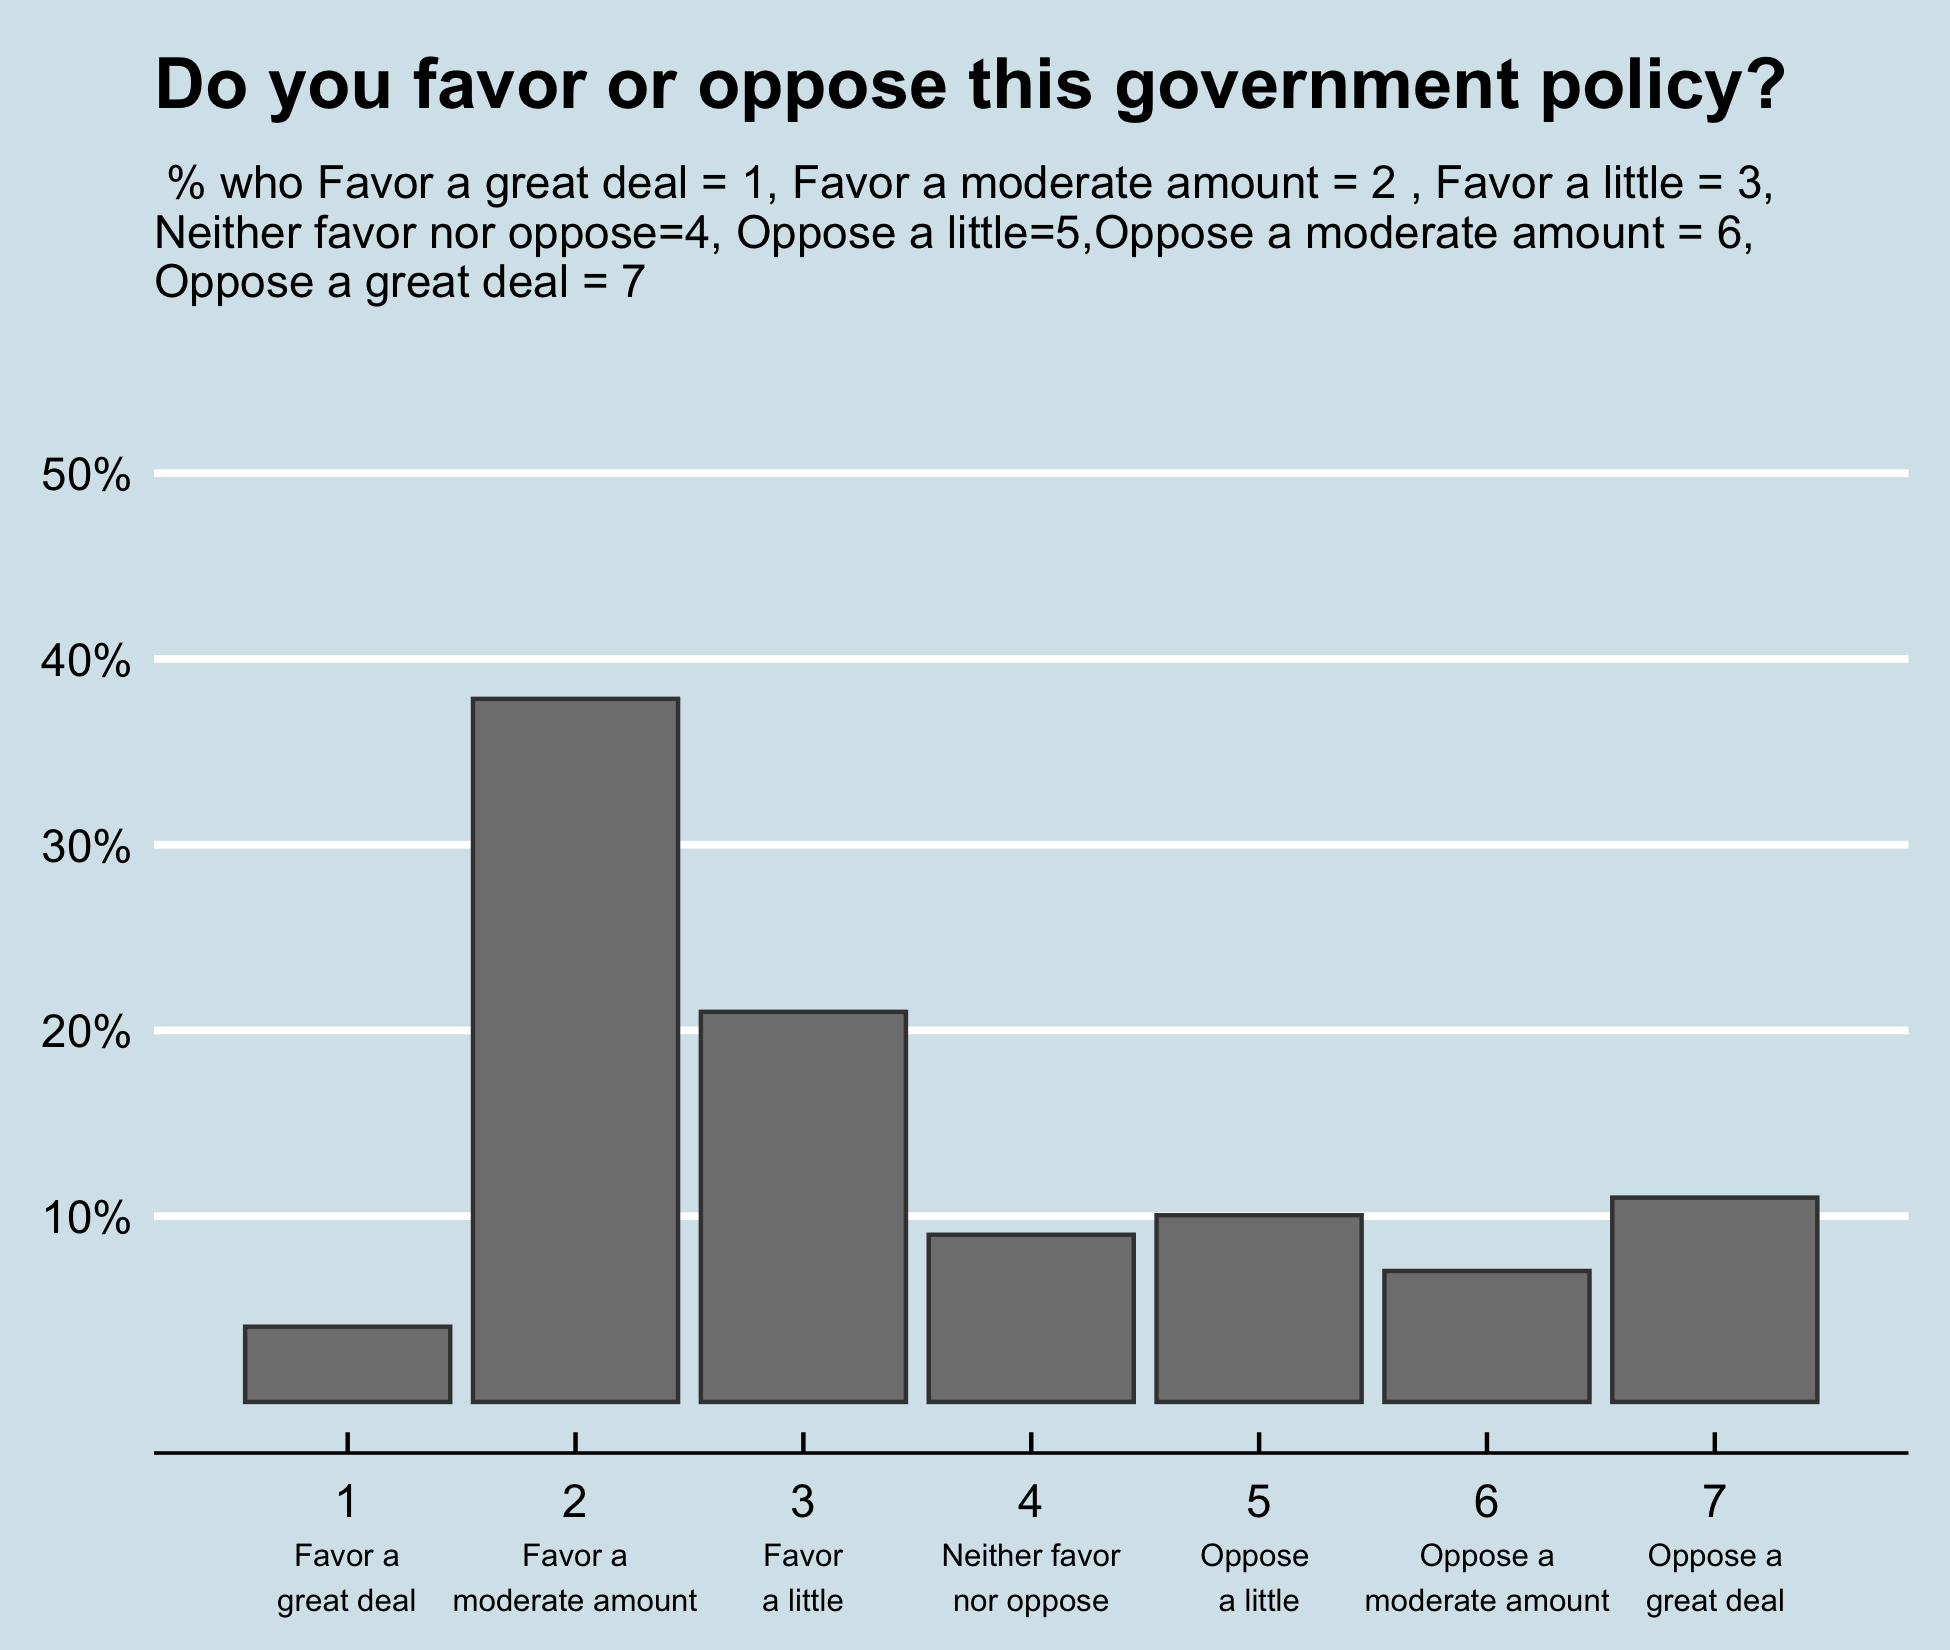 Do you favor or oppose this government policy?
% who Favor a great deal = 1, Favor a moderate amount = 2 , Favor a little = 3,
Neither favor nor oppose=4, Oppose a little=5,Oppose a moderate amount = 6,
Oppose a great deal = 7
50%
40%
30%
20%
10%
1 2 3 4 5 6 7
Favor a Favor a Favor Neither favor Oppose Oppose a Oppose a
great deal moderate amount a little nor oppose a little moderate amount great deal